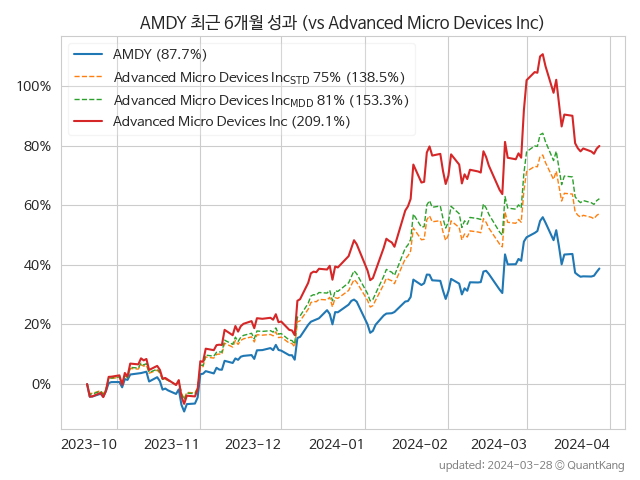 AMDY 최근 6개월 성과 (vs Advanced Micro Devices Inc)
AMDY (87.7%)
Advanced Micro Devices IncSTD 75% (138.5%)
Advanced Micro Devices IncMDD 81% (153.3%)
Advanced Micro Devices Inc (209.1%)
100%
80%
60%
40%
20%
0%
2023-10 2023-11 2023-12 2024-01 2024-02 2024-03 2024-04
updated: 2024-03-28 © QuantKang